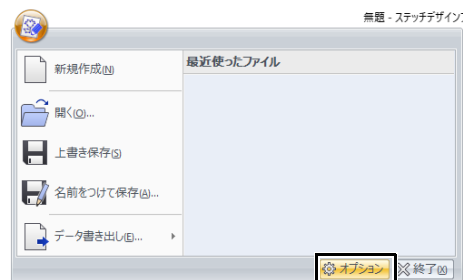 無題 - ステッチデザイン
最近使ったファイル
新規作成(N)
開く(O)...
上書き保存(S)
名前をつけて保存(A)...
データ書き出し(E)...
オプション
終了(X)